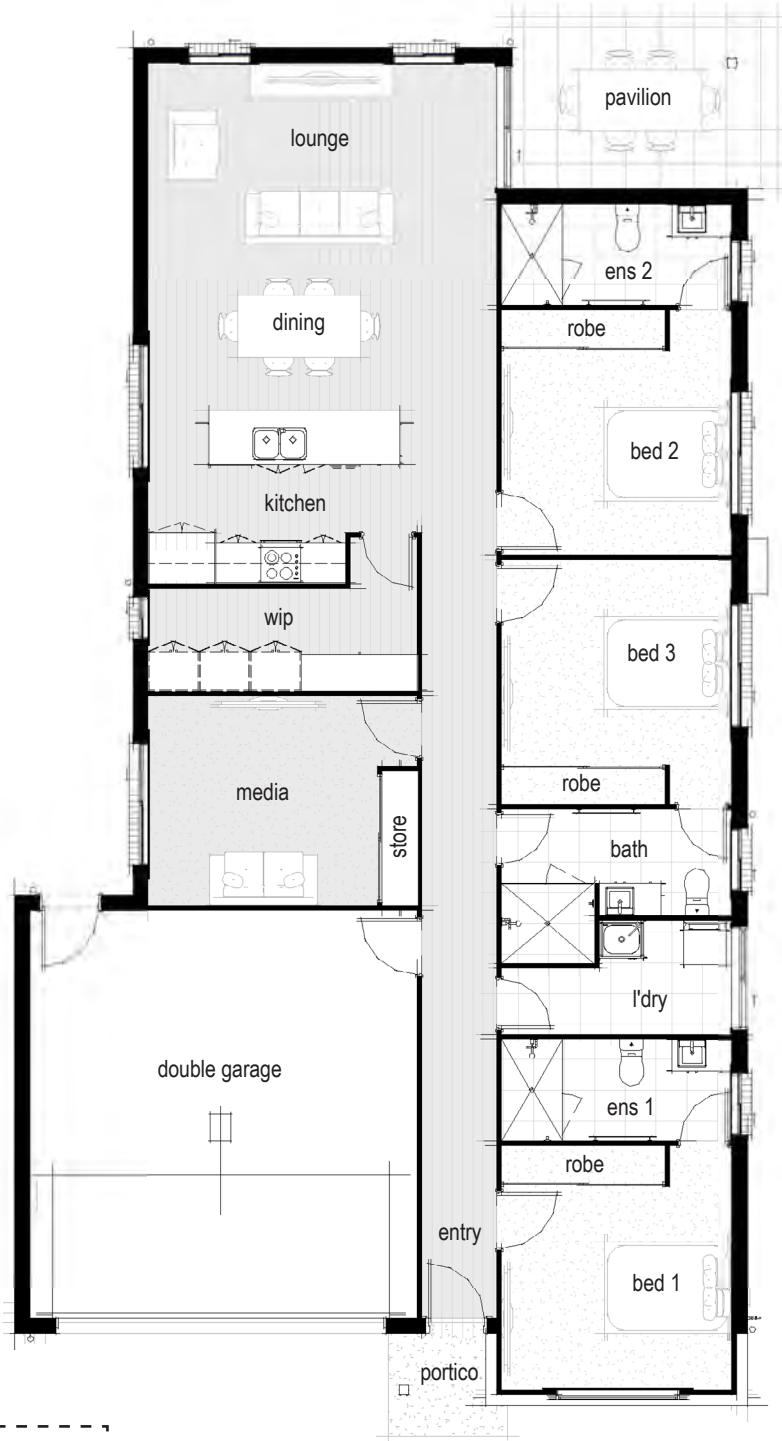 pavilion
lounge
ens 2
robe
dining
bed 2
kitchen
wip
bed 3
robe
media
store
bath
l'dry
double garage
ens 1
robe
entry
bed 1
portico